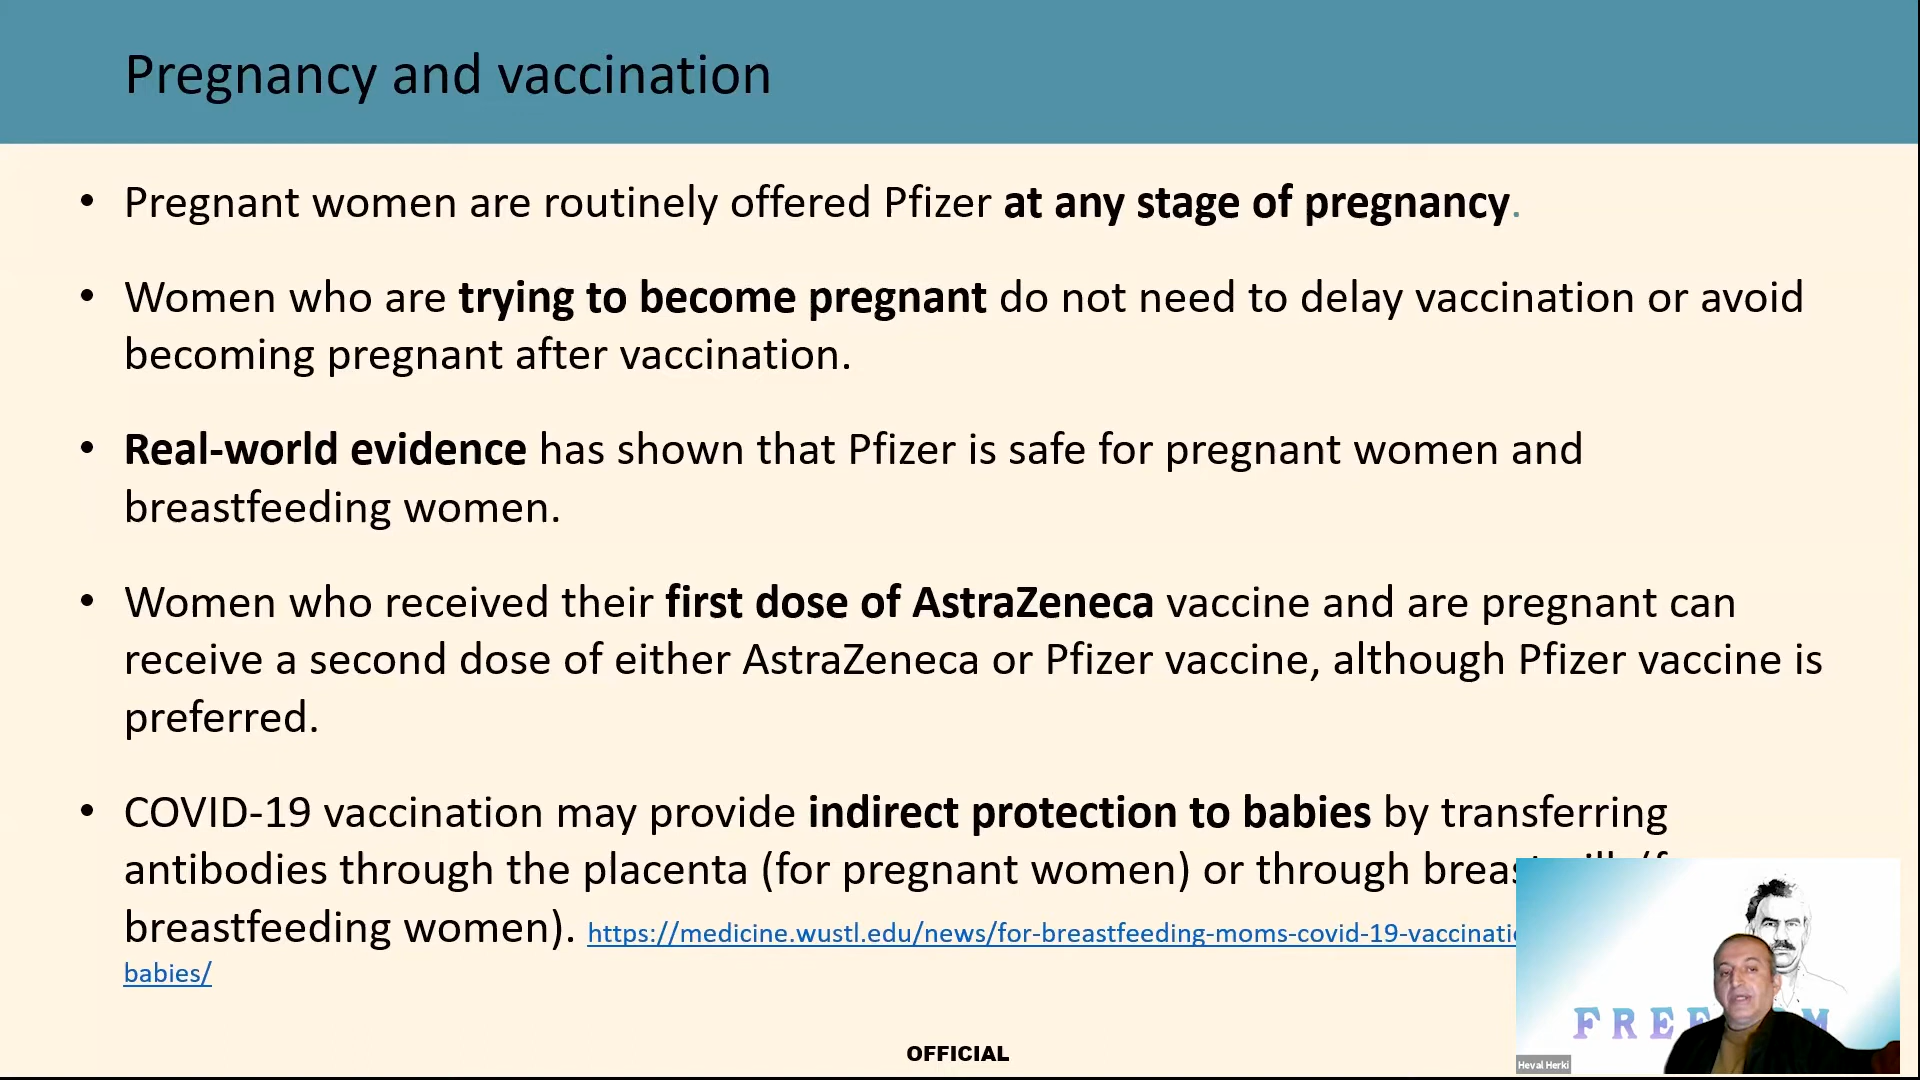 Pregnancy and vaccination
• Pregnant women are routinely offered Pfizer at any stage of pregnancy.
• Women who are trying to become pregnant do not need to delay vaccination or avoid
becoming pregnant after vaccination.
• Real-world evidence has shown that Pfizer is safe for pregnant women and
breastfeeding women.
• Women who received their first dose of AstraZeneca vaccine and are pregnant can
receive a second dose of either AstraZeneca or Pfizer vaccine, although Pfizer vaccine is
preferred.
• COVID-19 vaccination may provide indirect protection to babies by transferring
antibodies through the placenta (for pregnant women) or through
breastfeeding women). https://medicine.wustl.edu/news/for-breastfeeding-moms-covid-19-vaccinati
babies/
OFFICIAL
Heval Herki